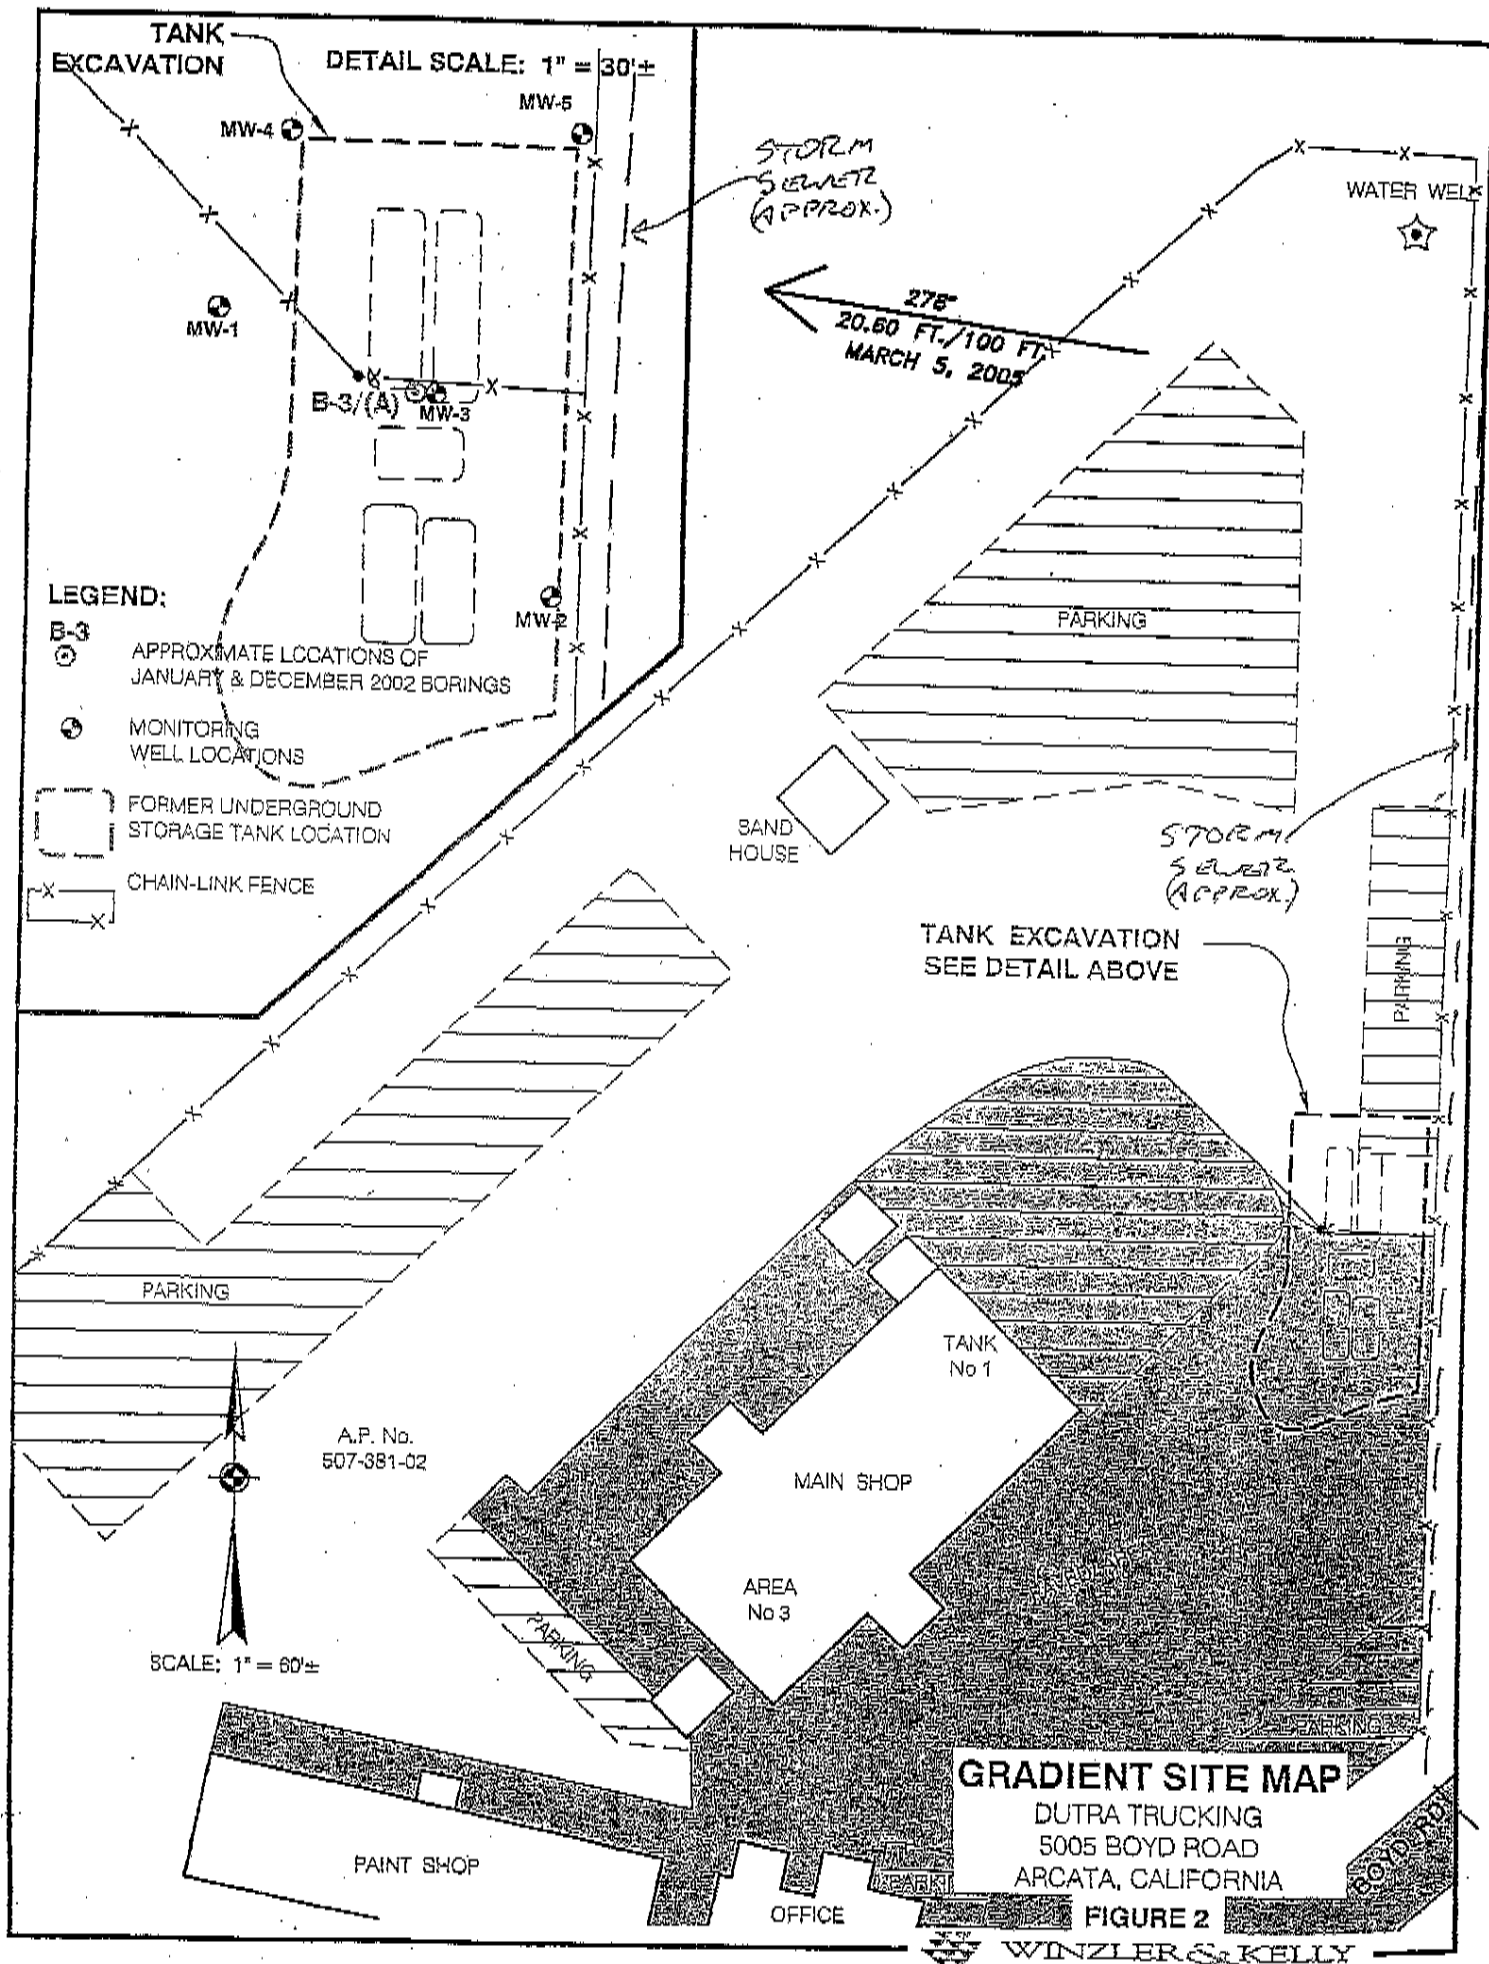 TANK
EXCAVATION
DETAIL SCALE: 1" = 30'±
MW-5
MW-4
STORM
SEWER
(APPROX.)
WATER WELL
MW-1
278°
20.60 FT./100 FT.
MARCH 5, 2005
B-3/(A)
MW-3
MW-2
PARKING
LEGEND:
B-3
APPROXIMATE LOCATIONS OF
JANUARY & DECEMBER 2002 BORINGS
MONITORING
WELL LOCATIONS
FORMER UNDERGROUND
STORAGE TANK LOCATION
CHAIN-LINK FENCE
SAND
HOUSE
STORM
SEWER
(APPROX.)
TANK EXCAVATION
SEE DETAIL ABOVE
PARKING
PARKING
TANK
No 1
A.P. No.
507-381-02
MAIN SHOP
AREA
No 3
PARKING
SCALE: 1" = 60'±
PARKING
GRADIENT SITE MAP
DUTRA TRUCKING
5005 BOYD ROAD
ARCATA, CALIFORNIA
FIGURE 2
BOYD RD
PAINT SHOP
OFFICE
PARKI
WINZLER & KELLY